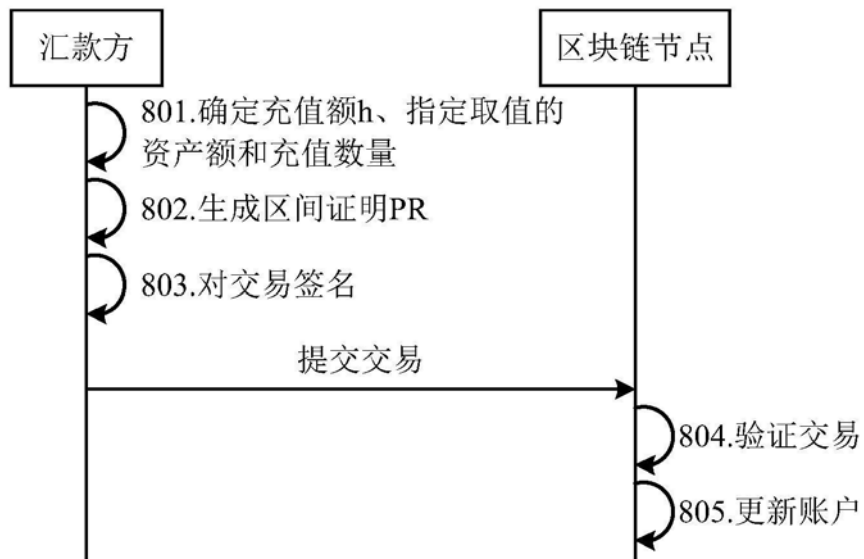 汇款方
区块链节点
801.确定充值额h、指定取值的
资产额和充值数量
802.生成区间证明PR
803.对交易签名
提交交易
804.验证交易
805.更新账户